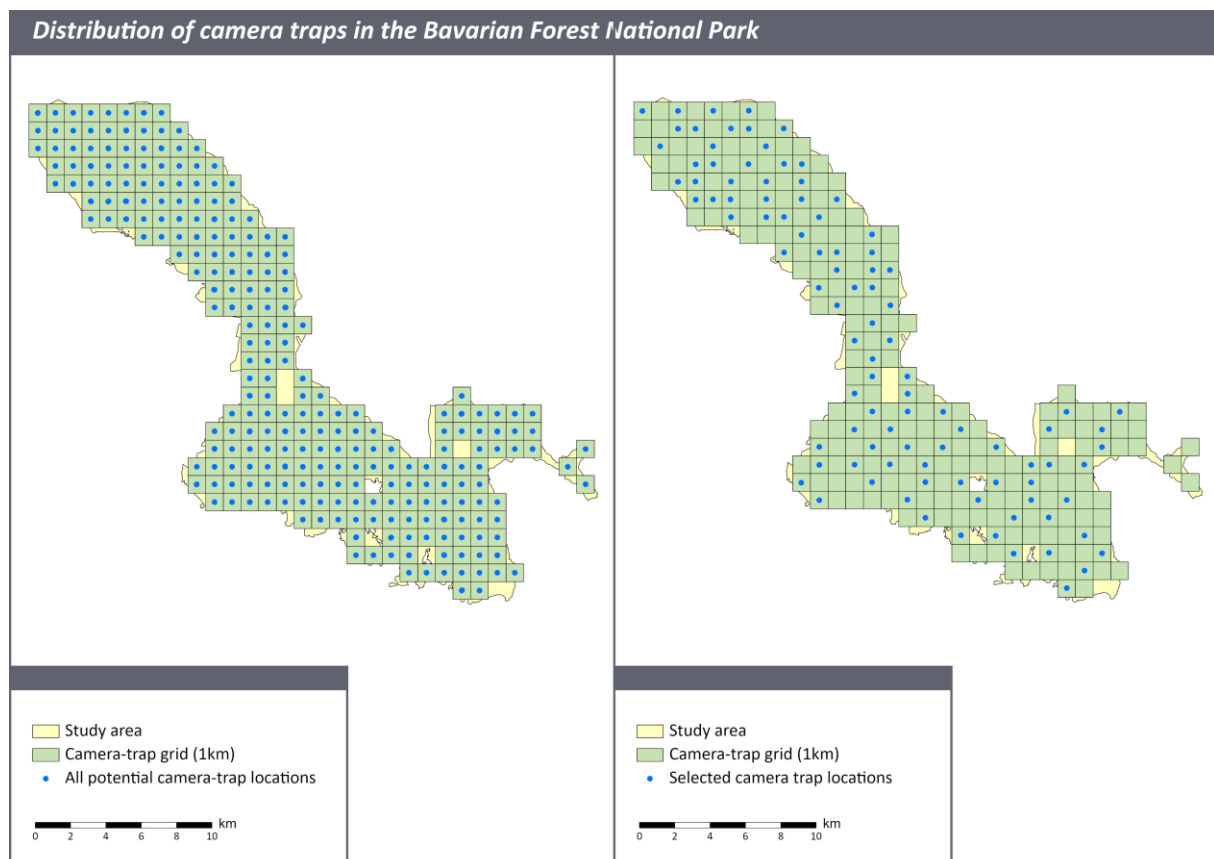 Distribution of camera traps in the Bavarian Forest National Park
Study area
Camera-trap grid (1km)
All potential camera-trap locations
km
0 2 4 6 8 10
Study area
Camera-trap grid (1km)
Selected camera trap locations
km
0 2 4 6 8 10